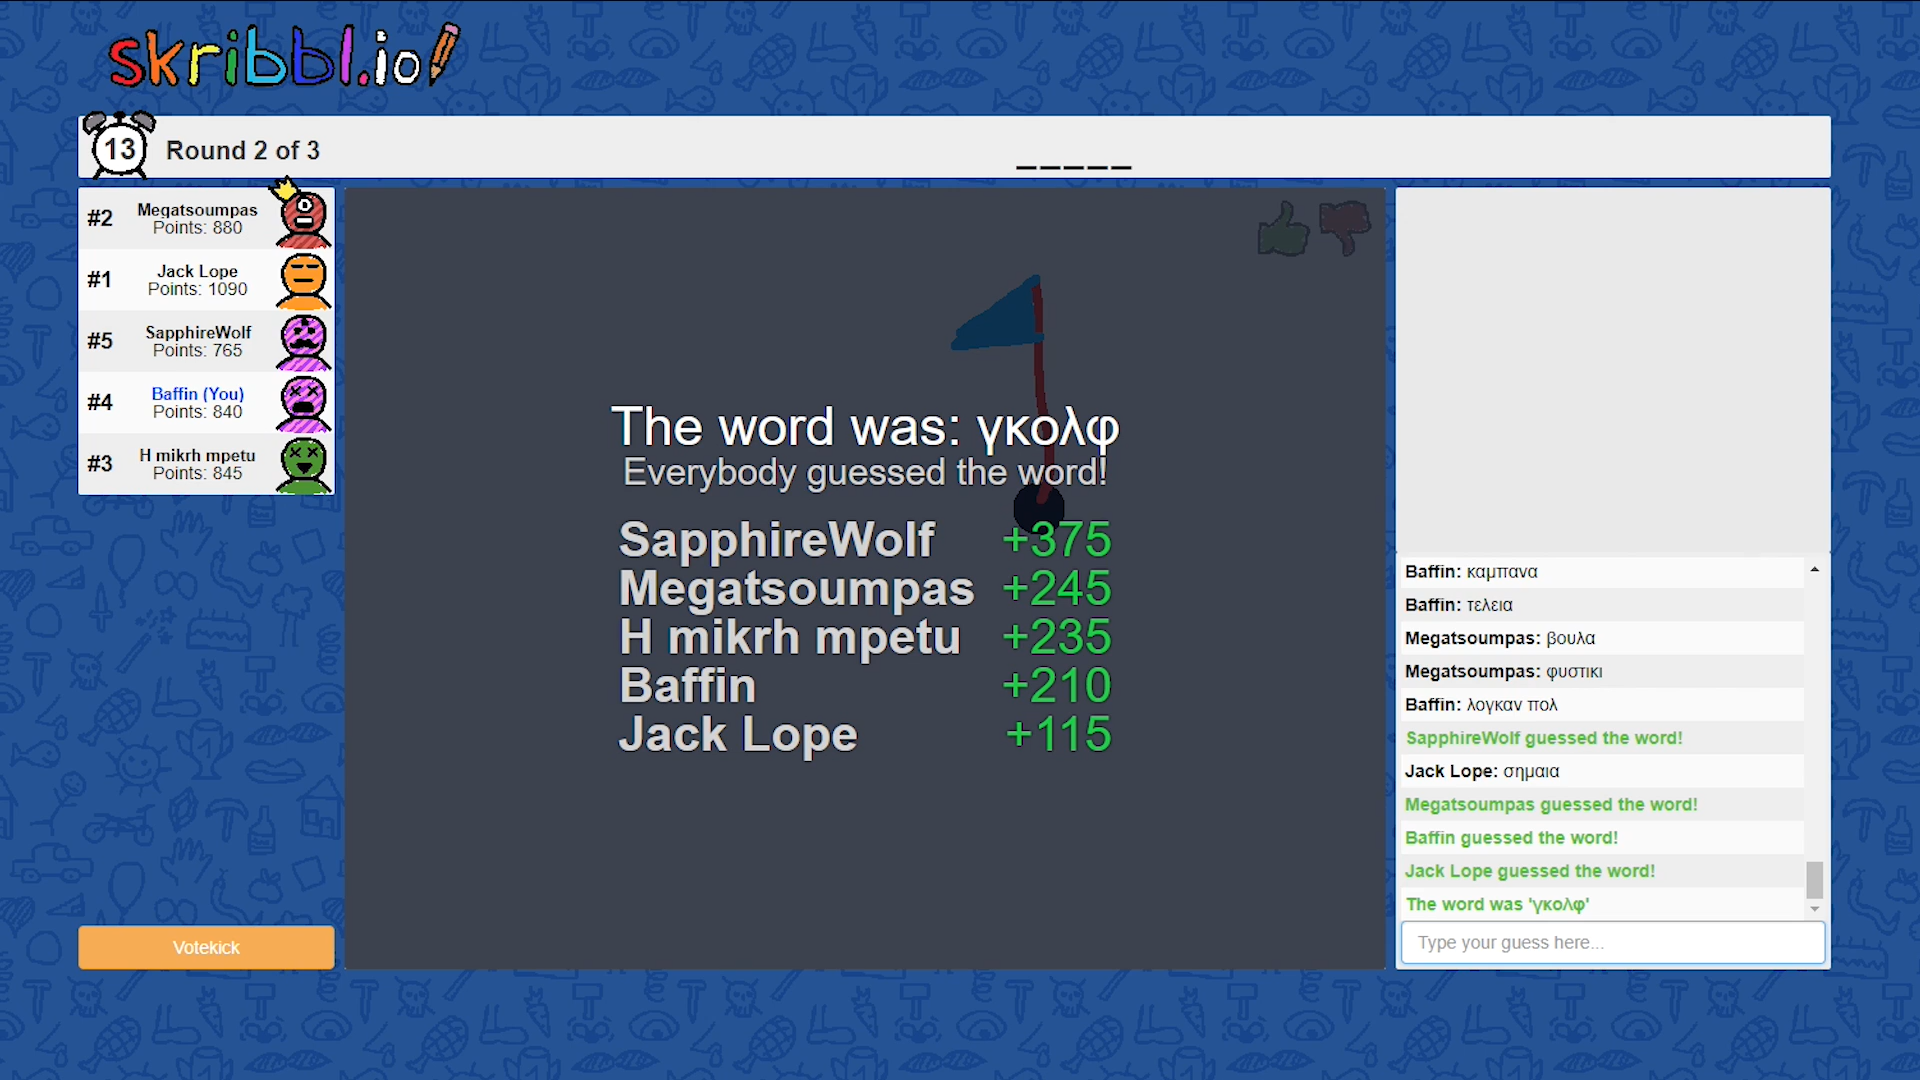 skribbl.io
13
Round 2 of 3
_____
#2
Megatsoumpas
Points: 880
#1
Jack Lope
Points: 1090
#5
SapphireWolf
Points: 765
#4
Baffin (You)
Points: 840
#3
H mikrh mpetu
Points: 845
Votekick
The word was: γκολφ
Everybody guessed the word!
SapphireWolf +375
Megatsoumpas +245
H mikrh mpetu +235
Baffin +210
Jack Lope +115
Baffin: καμπανα
Baffin: τελεια
Megatsoumpas: βουλα
Megatsoumpas: φυστικι
Baffin: λογκαν πολ
SapphireWolf guessed the word!
Jack Lope: σημαια
Megatsoumpas guessed the word!
Baffin guessed the word!
Jack Lope guessed the word!
The word was 'γκολφ'
Type your guess here...